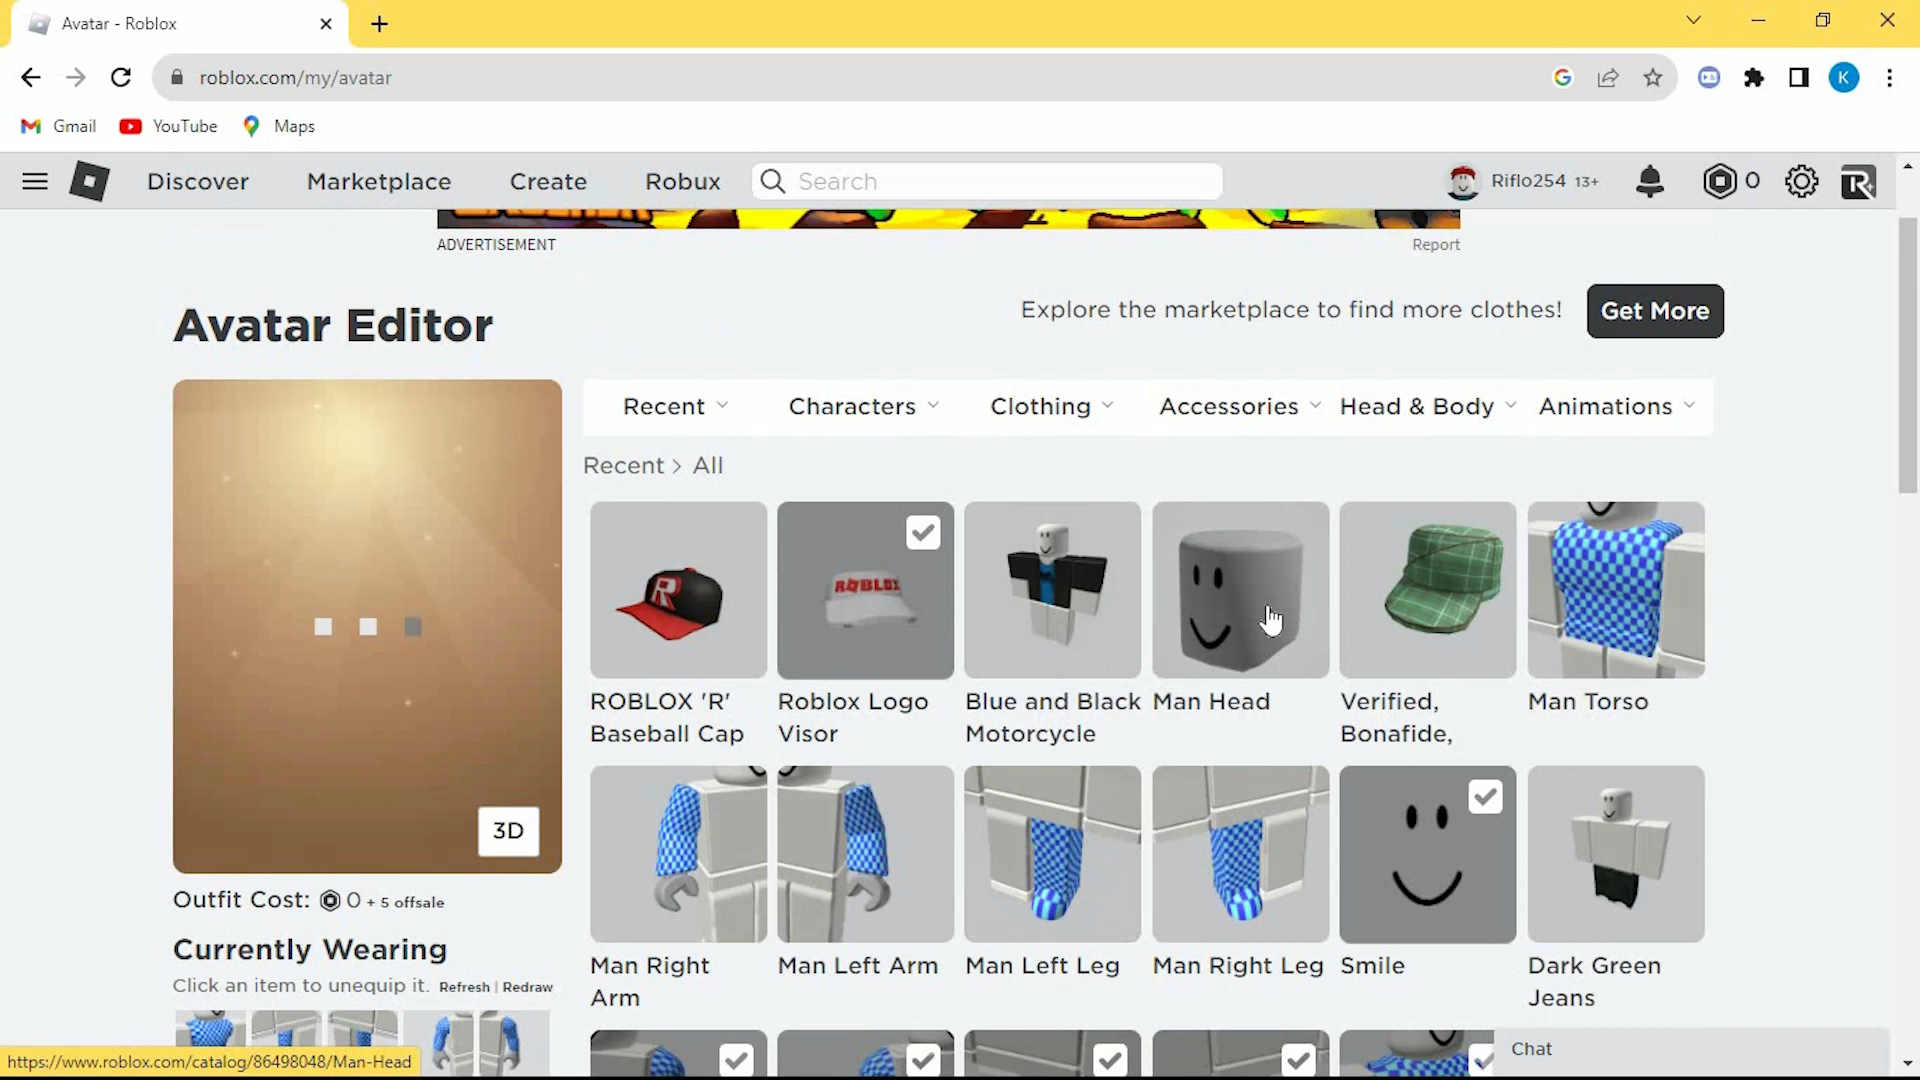 Avatar - Roblox
roblox.com/my/avatar
K
Gmail
YouTube
Maps
Discover
Marketplace
Create
Robux
Search
Riflo254 13+
0
ADVERTISEMENT
Report
Avatar Editor
Explore the marketplace to find more clothes!
Get More
Recent
Characters
Clothing
Accessories
Head & Body
Animations
Recent > All
3D
R
ROBLOX
ROBLOX 'R'
Baseball Cap
Roblox Logo
Visor
Blue and Black
Motorcycle
Man Head
Verified,
Bonafide,
Man Torso
Man Right
Arm
Man Left Arm
Man Left Leg
Man Right Leg
Smile
Dark Green
Jeans
Outfit Cost: 0 + 5 offsale
Currently Wearing
Click an item to unequip it. Refresh | Redraw
Chat
https://www.roblox.com/catalog/86498048/Man-Head